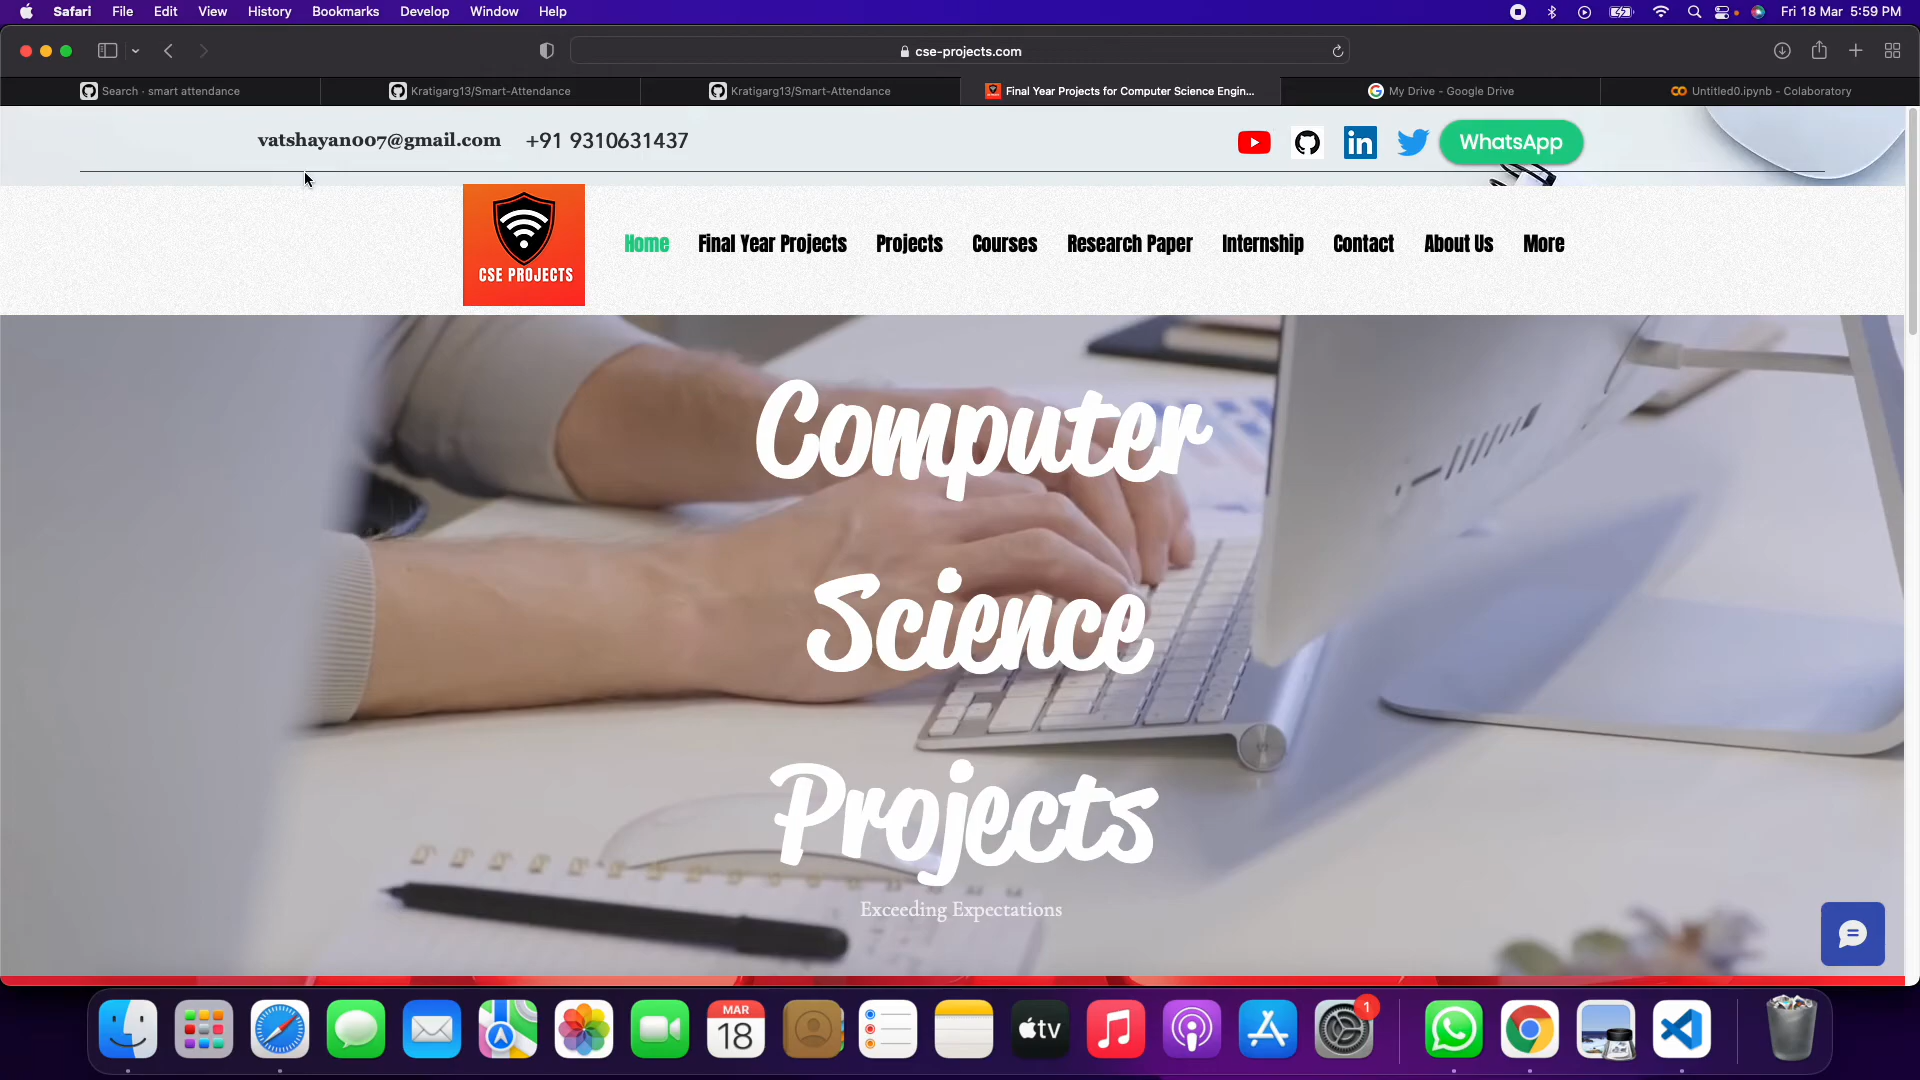 Safari File Edit View History Bookmarks Develop Window Help Fri 18 Mar 5:59 PM
cse-projects.com
Search · smart attendance Kratigarg13/Smart-Attendance Kratigarg13/Smart-Attendance Final Year Projects for Computer Science Engin... My Drive - Google Drive Untitled0.ipynb - Colaboratory
vatshayan007@gmail.com +91 9310631437 in WhatsApp
CSE PROJECTS
Home Final Year Projects Projects Courses Research Paper Internship Contact About Us More
Computer
Science
Projects
Exceeding Expectations
MAR
18
tv
1